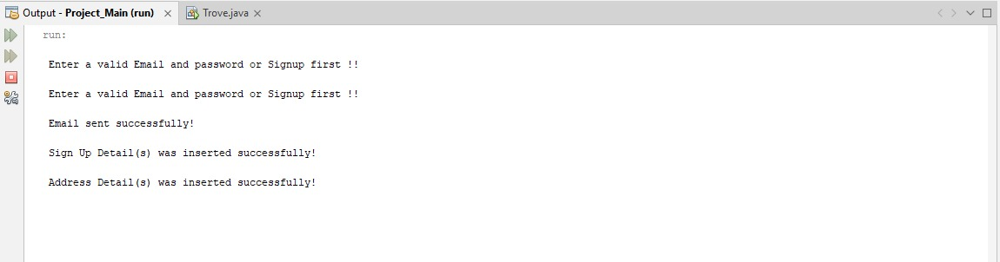 Output - Project_Main (run) Trove.java
run:
Enter a valid Email and password or Signup first !!
Enter a valid Email and password or Signup first !!
Email sent successfully!
Sign Up Detail(s) was inserted successfully!
Address Detail(s) was inserted successfully!